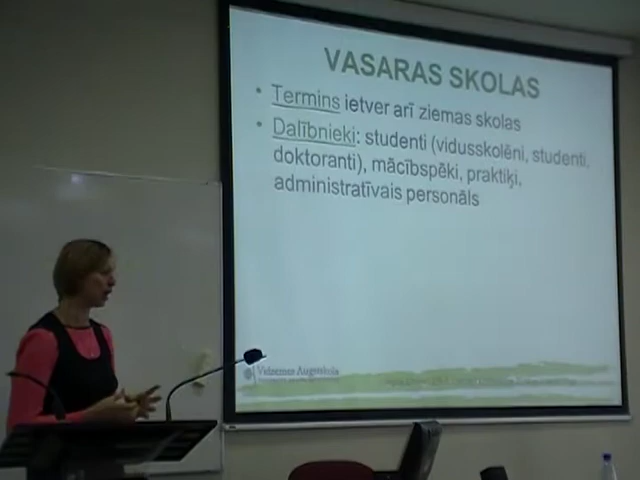 VASARAS SKOLAS
• Termins ietver arī ziemas skolas
• Dalībnieki: studenti (vidusskolēni, studenti,
doktoranti), mācībspēki, praktiķi,
administratīvais personāls
Vidzemes Augstskola